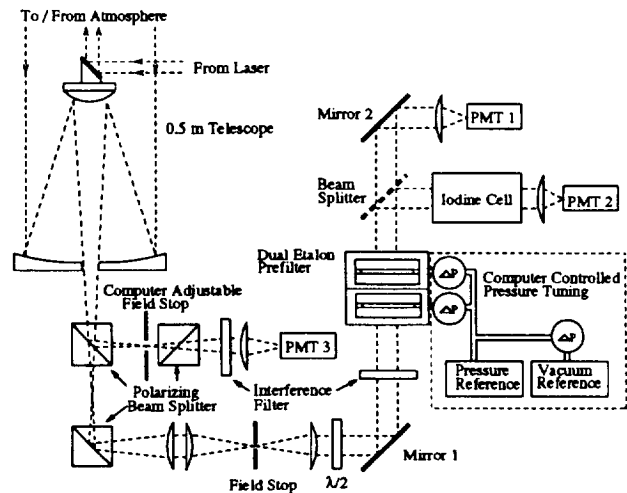 To / From Atmosphere
From Laser
0.5 m Telescope
Mirror 2
PMT 1
Beam
Splitter
Iodine Cell
PMT 2
Dual Etalon
Prefilter
ΔP
ΔP
Computer Controlled
Pressure Tuning
ΔP
Pressure
Reference
Vacuum
Reference
Computer Adjustable
Field Stop
PMT 3
Polarizing
Beam Splitter
Interference
Filter
Field Stop
λ/2
Mirror 1